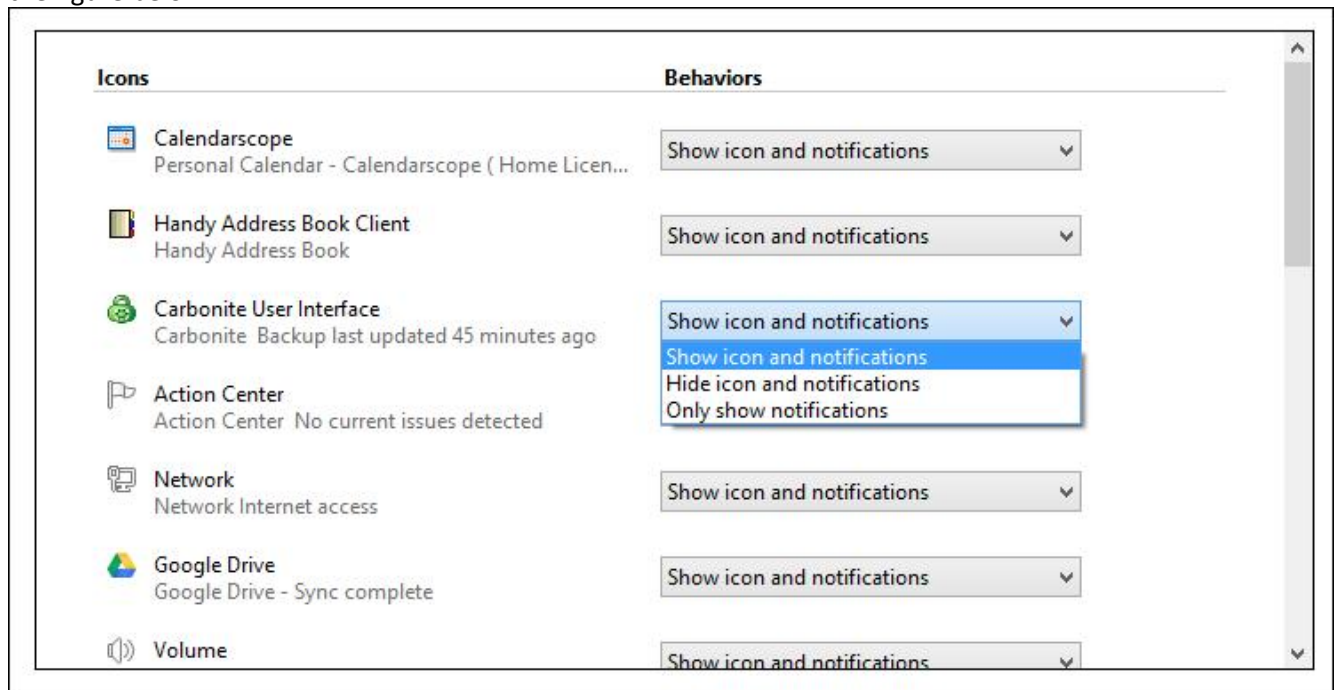 Icons Behaviors
Calendarscope
Personal Calendar - Calendarscope ( Home Licen...
Show icon and notifications
Handy Address Book Client
Handy Address Book
Show icon and notifications
Carbonite User Interface
Carbonite Backup last updated 45 minutes ago
Show icon and notifications
Show icon and notifications
Hide icon and notifications
Only show notifications
Action Center
Action Center No current issues detected
Network
Network Internet access
Show icon and notifications
Google Drive
Google Drive - Sync complete
Show icon and notifications
Volume
Show icon and notifications